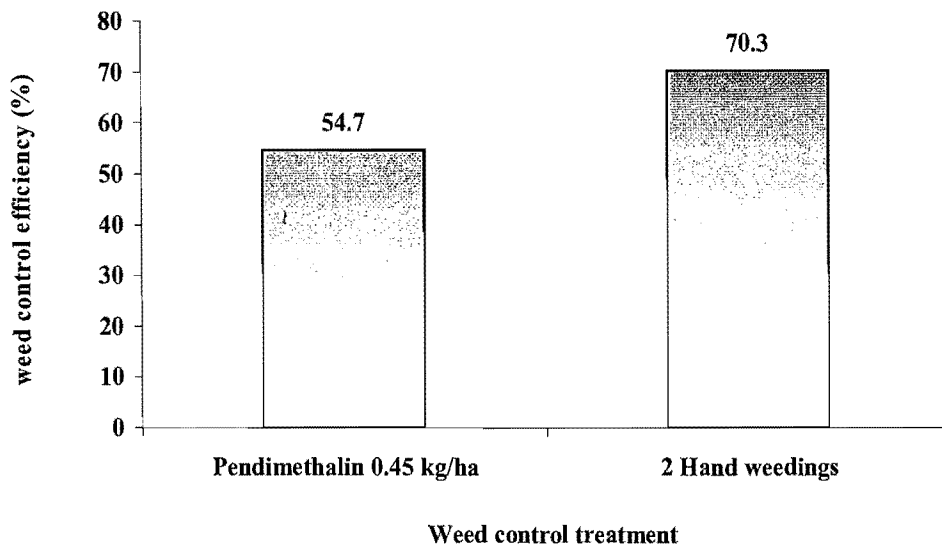 weed control efficiency (%)
80
70
60
50
40
30
20
10
0
54.7
70.3
Pendimethalin 0.45 kg/ha
2 Hand weedings
Weed control treatment